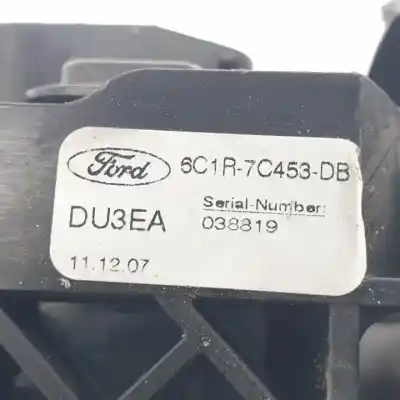 Ford 6C1R-7C453-DB
DU3EA Serial-Number:
038819
11.12.07